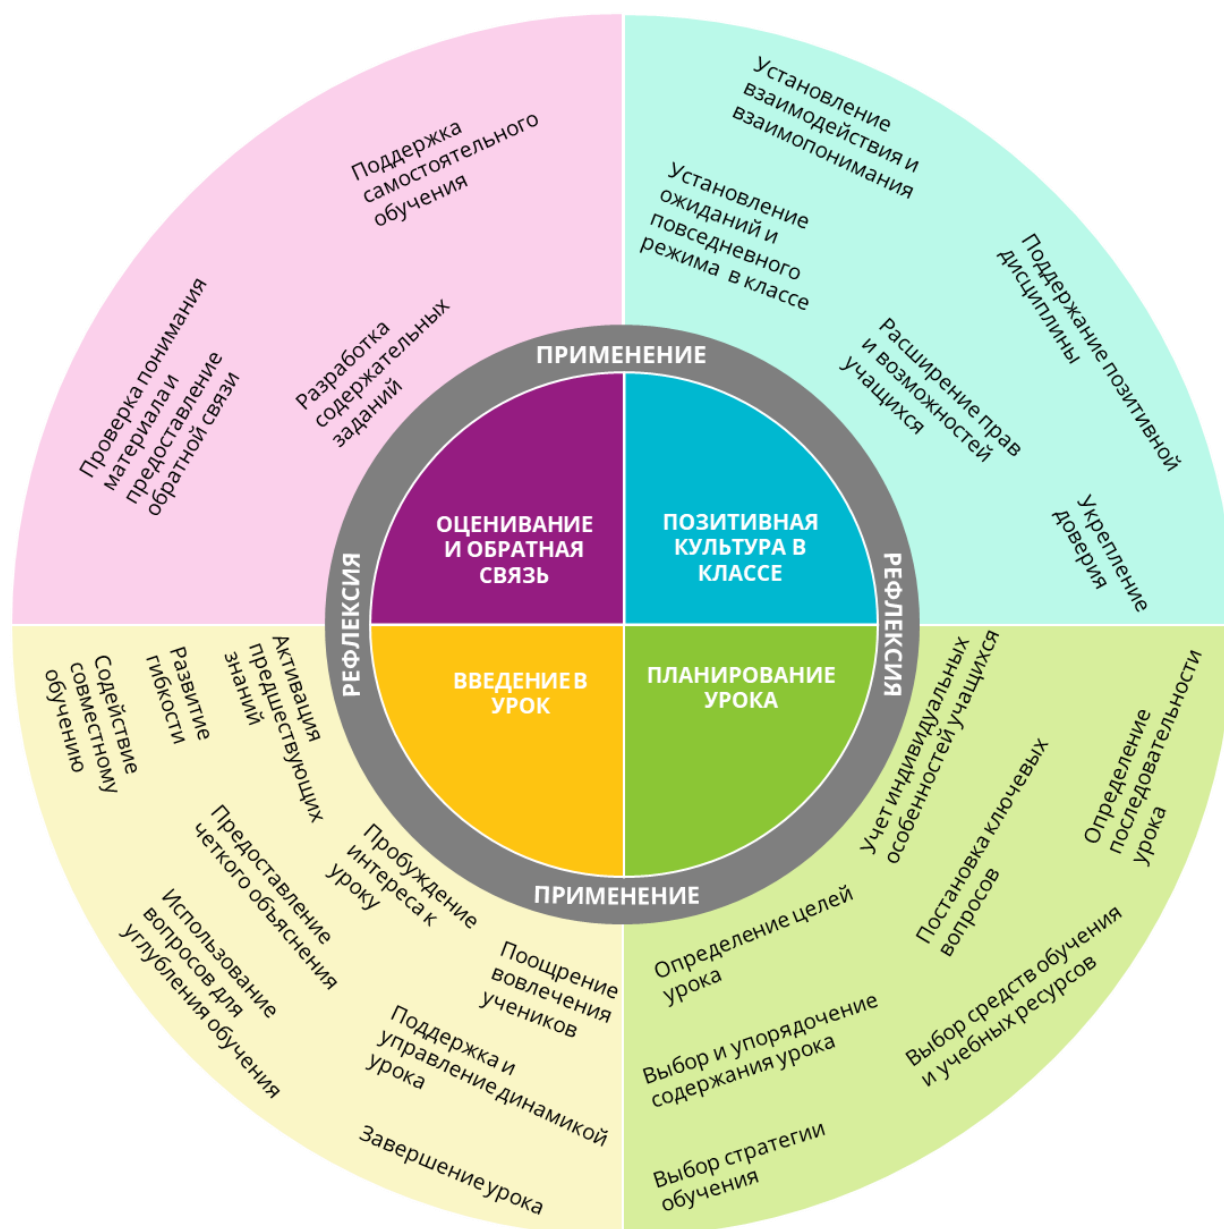 Поддержка
самостоятельного
обучения
Проверка понимания
материала и
предоставление
обратной связи
Разработка
содержательных
заданий
Установление
взаимодействия и
взаимопонимания
Установление
ожиданий и
повседневного
режима в классе
Поддержание позитивной
дисциплины
Расширение прав
и возможностей
учащихся
Укрепление
доверия
ПРИМЕНЕНИЕ
РЕФЛЕКСИЯ
РЕФЛЕКСИЯ
ПРИМЕНЕНИЕ
ОЦЕНИВАНИЕ
И ОБРАТНАЯ
СВЯЗЬ
ПОЗИТИВНАЯ
КУЛЬТУРА В
КЛАССЕ
ВВЕДЕНИЕ В
УРОК
ПЛАНИРОВАНИЕ
УРОКА
Содействие
совместному
обучению
Развитие
гибкости
Активация
предшествующих
знаний
Предоставление
четкого объяснения
Пробуждение
интереса к
уроку
Использование
вопросов для
углубления обучения
Поощрение
вовлечения
учеников
Поддержка и
управление динамикой
урока
Завершение урока
Учет индивидуальных
особенностей учащихся
Определение
последовательности
урока
Постановка ключевых
вопросов
Определение целей
урока
Выбор средств обучения
и учебных ресурсов
Выбор и упорядочение
содержания урока
Выбор стратегии
обучения